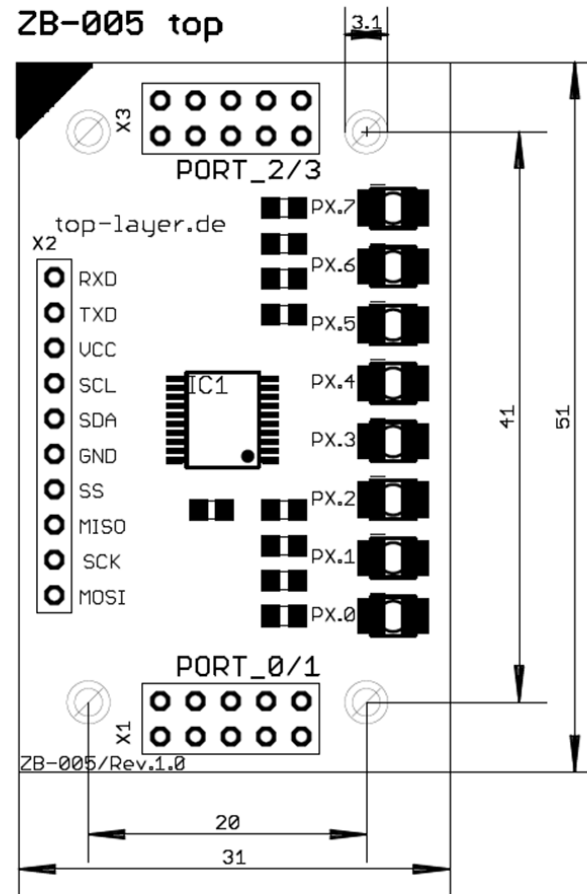 ZB-005 top
3.1
X3
PORT_2/3
top-layer.de
X2
PX.7
PX.6
PX.5
PX.4
PX.3
PX.2
PX.1
PX.0
RXD
TXD
VCC
SCL
SDA
GND
SS
MISO
SCK
MOSI
IC1
41
51
PORT_0/1
X1
ZB-005/Rev.1.0
20
31